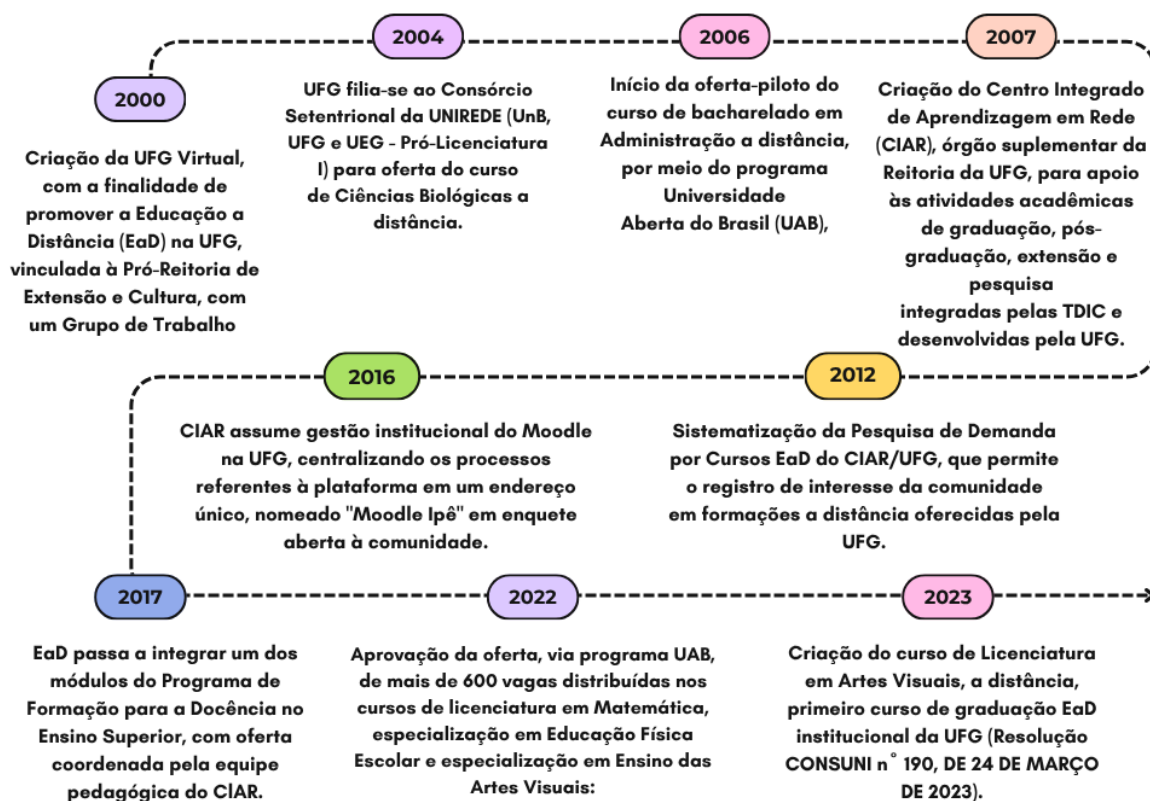 2000
Criação da UFG Virtual,
com a finalidade de
promover a Educação a
Distância (EaD) na UFG,
vinculada à Pró-Reitoria de
Extensão e Cultura, com
um Grupo de Trabalho
2004
UFG filia-se ao Consórcio
Setentrional da UNIREDE (UnB,
UFG e UEG - Pró-Licenciatura
I) para oferta do curso
de Ciências Biológicas a
distância.
2006
Início da oferta-piloto do
curso de bacharelado em
Administração a distância,
por meio do programa
Universidade
Aberta do Brasil (UAB),
2007
Criação do Centro Integrado
de Aprendizagem em Rede
(CIAR), órgão suplementar da
Reitoria da UFG, para apoio
às atividades acadêmicas
de graduação, pós-
graduação, extensão e
pesquisa
integradas pelas TDIC e
desenvolvidas pela UFG.
2012
Sistematização da Pesquisa de Demanda
por Cursos EaD do CIAR/UFG, que permite
o registro de interesse da comunidade
em formações a distância oferecidas pela
UFG.
2016
CIAR assume gestão institucional do Moodle
na UFG, centralizando os processos
referentes à plataforma em um endereço
único, nomeado "Moodle Ipê" em enquete
aberta à comunidade.
2017
EaD passa a integrar um dos
módulos do Programa de
Formação para a Docência no
Ensino Superior, com oferta
coordenada pela equipe
pedagógica do CIAR.
2022
Aprovação da oferta, via programa UAB,
de mais de 600 vagas distribuídas nos
cursos de licenciatura em Matemática,
especialização em Educação Física
Escolar e especialização em Ensino das
Artes Visuais:
2023
Criação do curso de Licenciatura
em Artes Visuais, a distância,
primeiro curso de graduação EaD
institucional da UFG (Resolução
CONSUNI n° 190, DE 24 DE MARÇO
DE 2023).